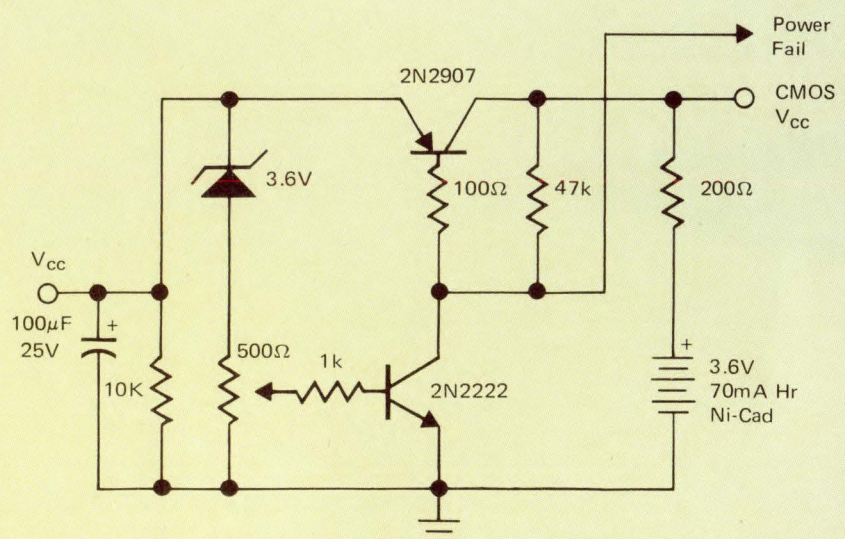 Power
Fail
2N2907
CMOS
Vcc
3.6V
100Ω
47k
200Ω
Vcc
100μF
25V
+
10K
500Ω
1k
2N2222
+
3.6V
70mA Hr
Ni-Cad